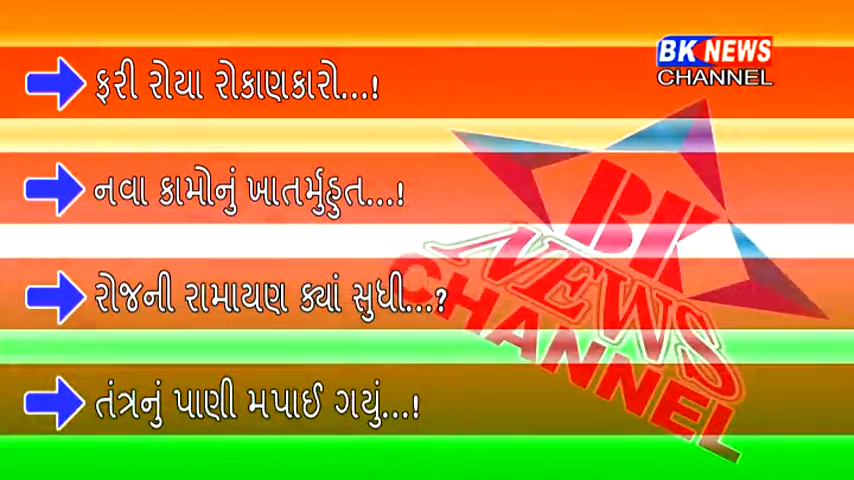 BK NEWS
CHANNEL
ફરી રોયા રોકાણકારો...!
નવા કામોનું ખાતર્મુહુત...!
રોજની રામાયણ ક્યાં સુધી...?
તંત્રનું પાણી મપાઈ ગયું...!
BK
NEWS
CHANNEL